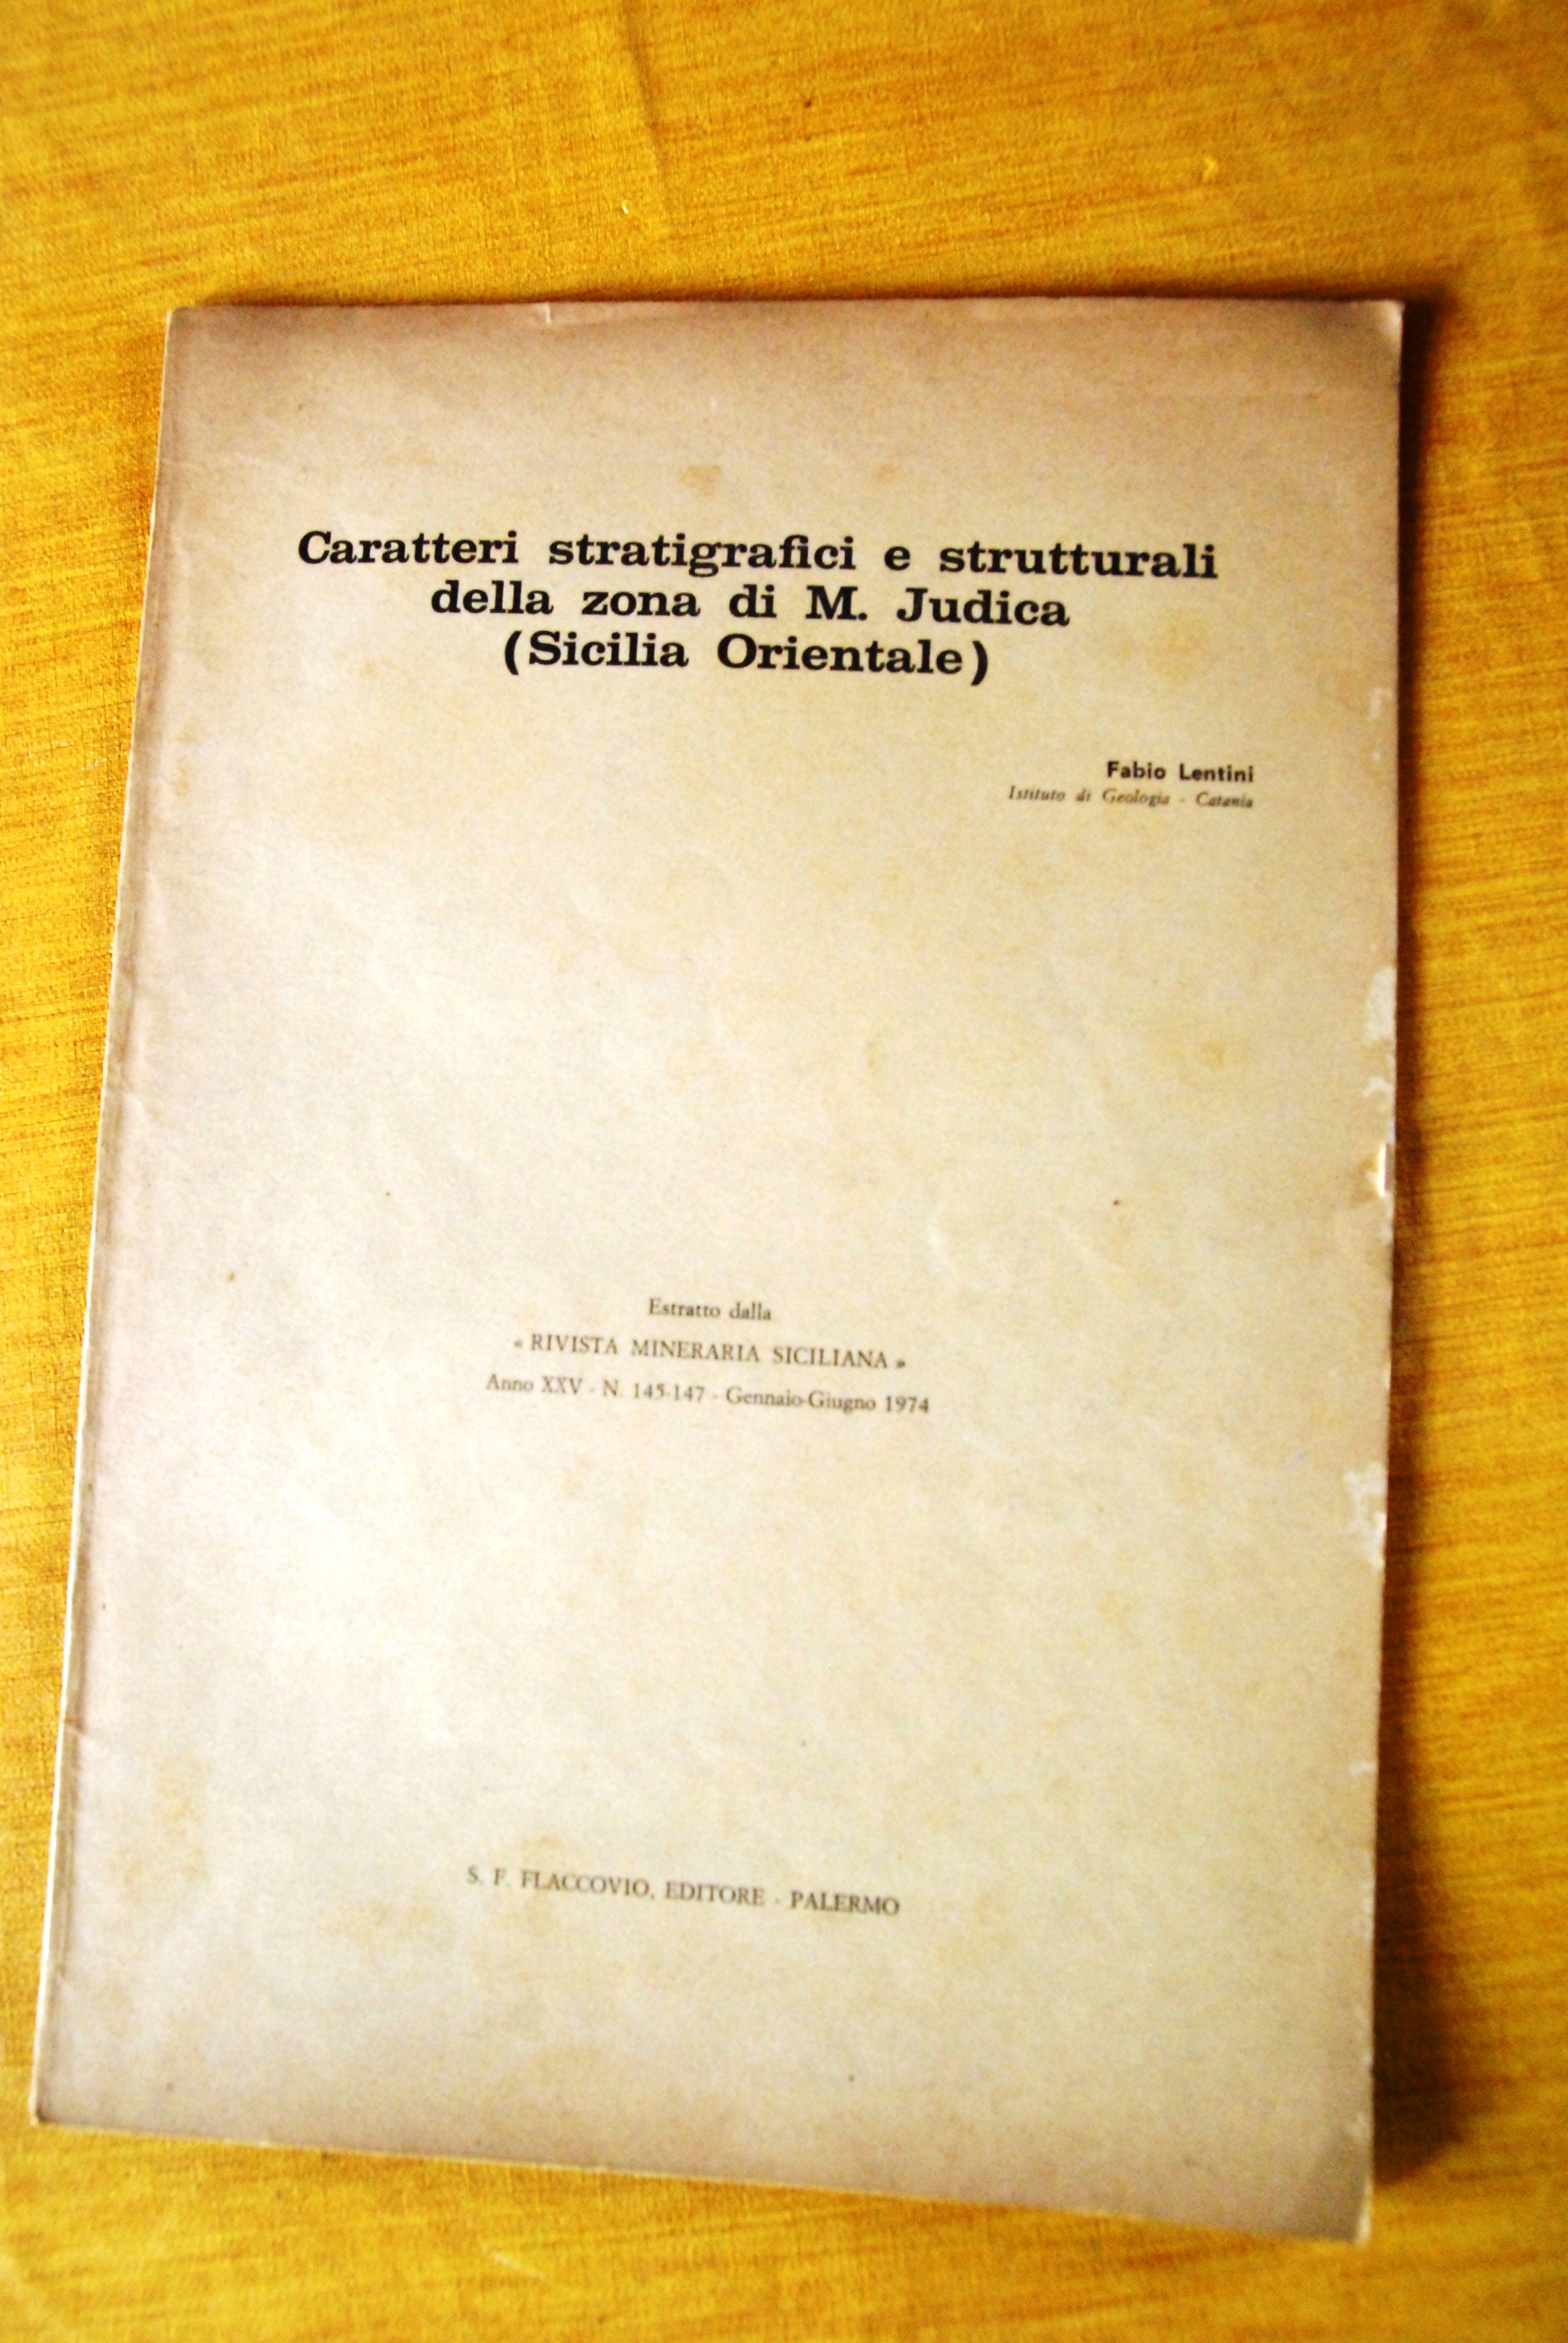 Caratteri stratigrafici e strutturali
della zona di M. Judica
(Sicilia Orientale)
Fabio Lentini
Istituto di Geologia - Catania
Estratto dalla
« RIVISTA MINERARIA SICILIANA »
Anno XXV - N. 145-147 - Gennaio-Giugno 1974
S. F. FLACCOVIO, EDITORE - PALERMO